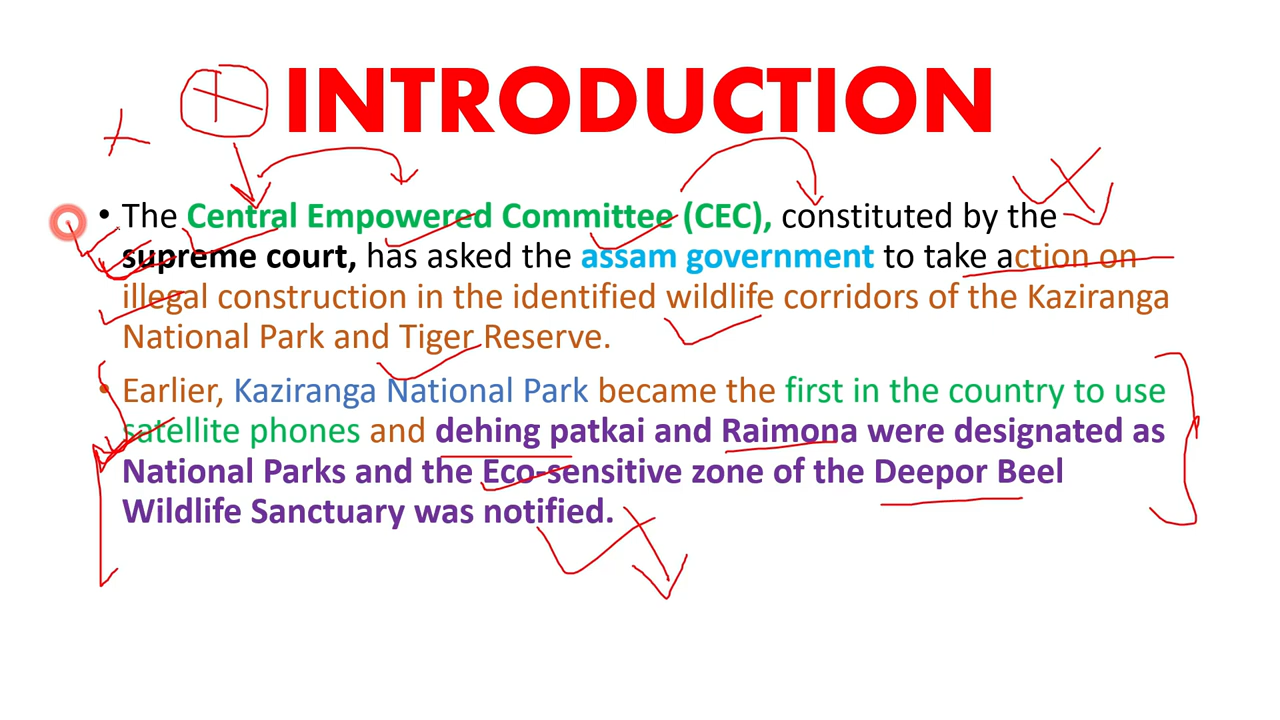 INTRODUCTION
• The Central Empowered Committee (CEC), constituted by the
supreme court, has asked the assam government to take action on
illegal construction in the identified wildlife corridors of the Kaziranga
National Park and Tiger Reserve.
• Earlier, Kaziranga National Park became the first in the country to use
satellite phones and dehing patkai and Raimona were designated as
National Parks and the Eco-sensitive zone of the Deepor Beel
Wildlife Sanctuary was notified.